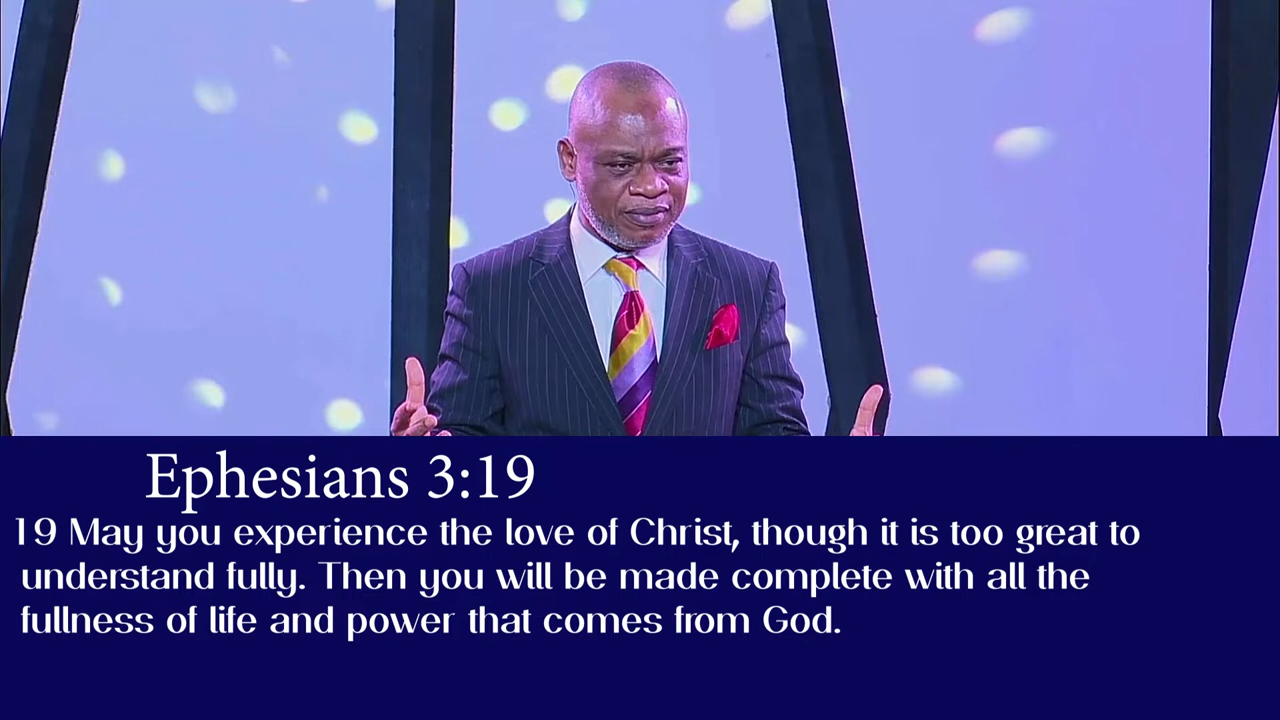 Ephesians 3:19
19 May you experience the love of Christ, though it is too great to
understand fully. Then you will be made complete with all the
fullness of life and power that comes from God.